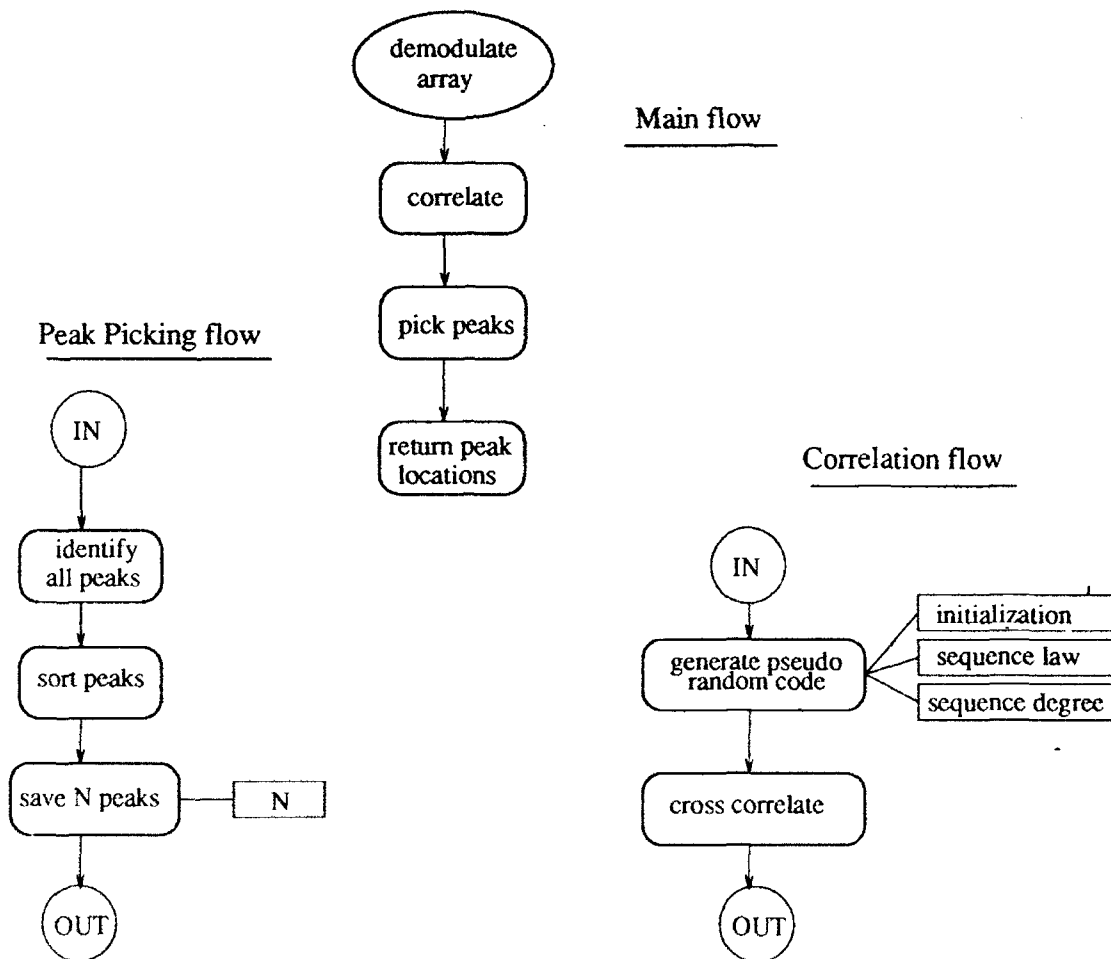 demodulate
array
Main flow
correlate
pick peaks
return peak
locations
Peak Picking flow
IN
identify
all peaks
sort peaks
save N peaks
N
OUT
Correlation flow
IN
generate pseudo
random code
initialization
sequence law
sequence degree
cross correlate
OUT